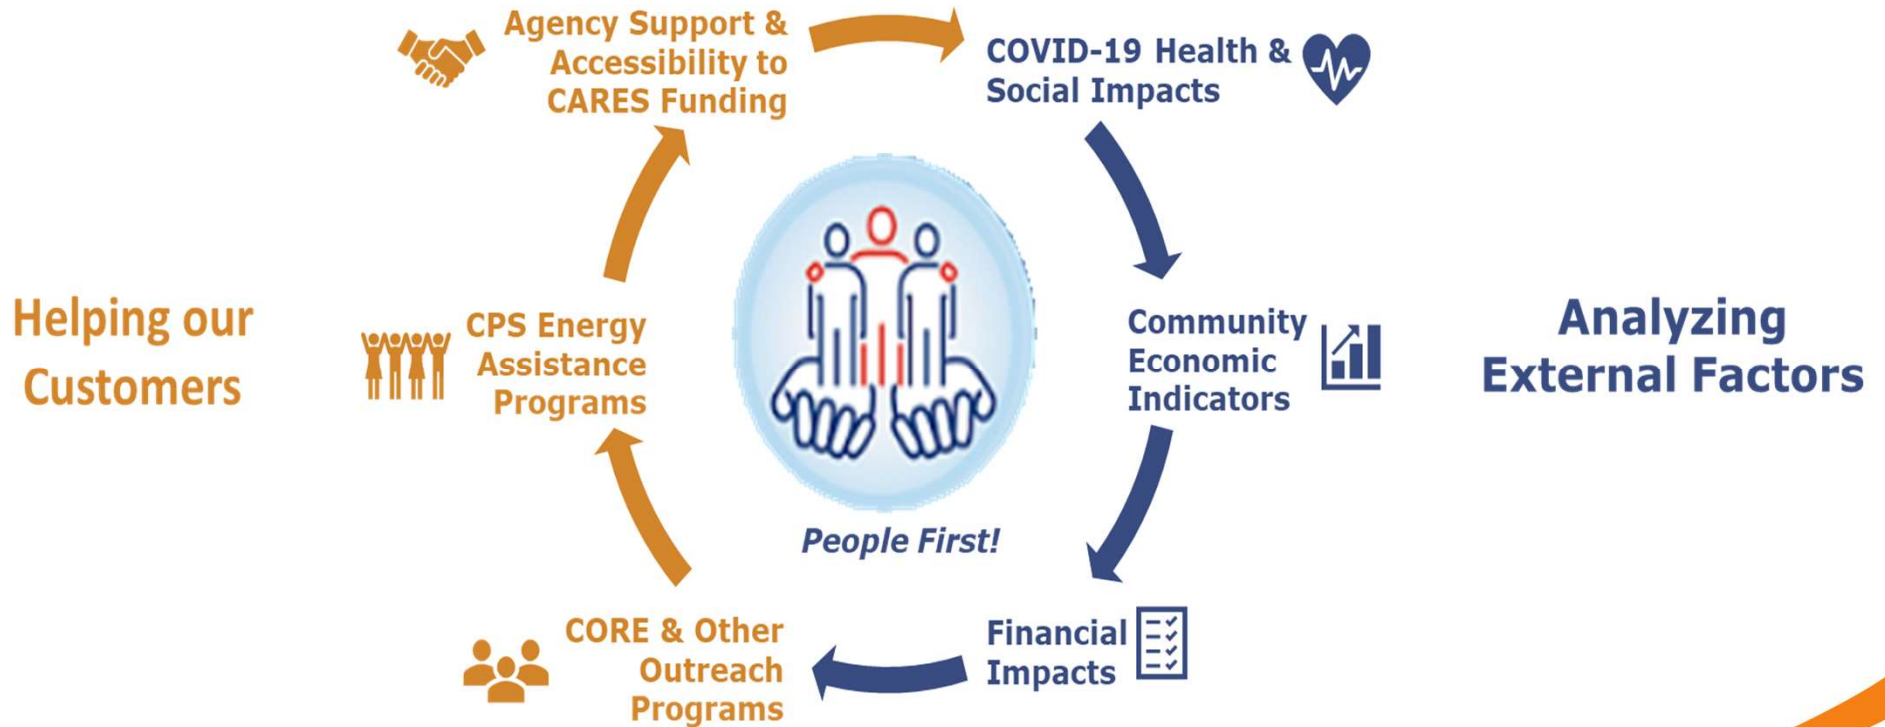 Agency Support &
Accessibility to
CARES Funding
COVID-19 Health &
Social Impacts
Helping our
Customers
CPS Energy
Assistance
Programs
Community
Economic
Indicators
Analyzing
External Factors
People First!
CORE & Other
Outreach
Programs
Financial
Impacts